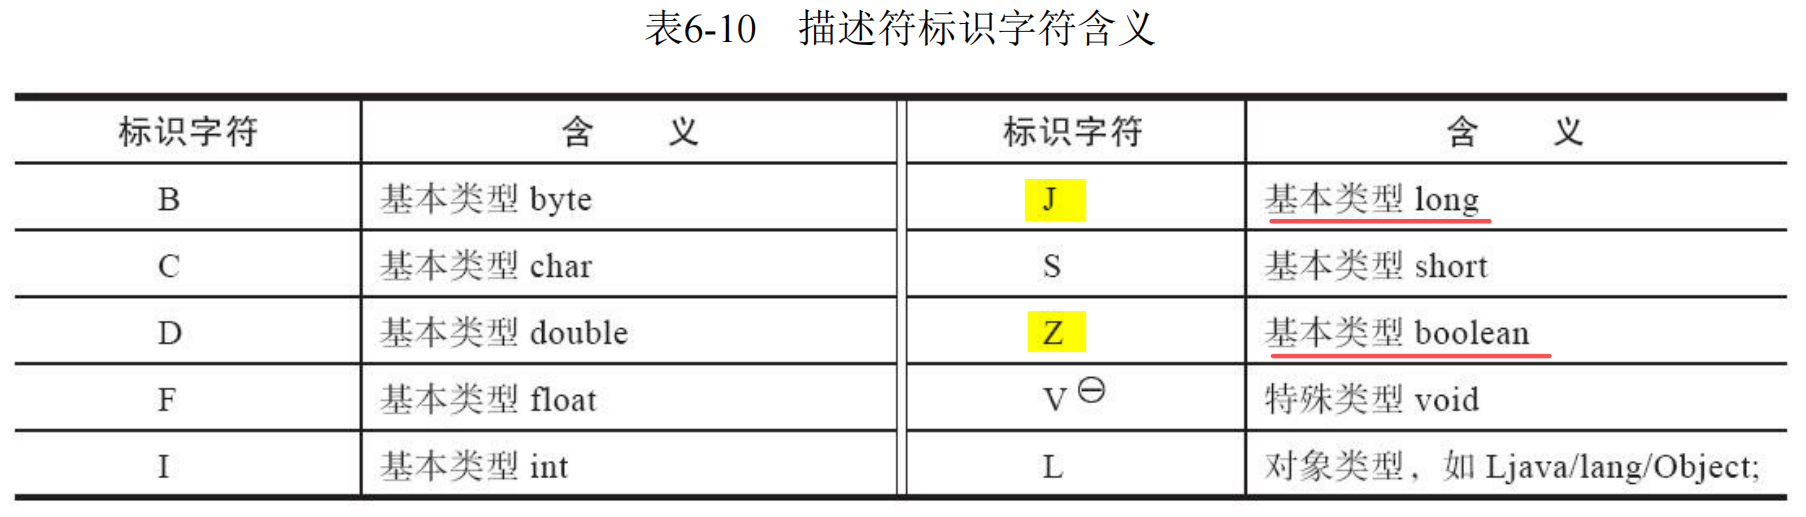 表6-10 描述符标识字符含义
标识字符 含 义 标识字符 含 义
B 基本类型 byte J 基本类型 long
C 基本类型 char S 基本类型 short
D 基本类型 double Z 基本类型 boolean
F 基本类型 float V ㊀ 特殊类型 void
I 基本类型 int L 对象类型，如 Ljava/lang/Object;